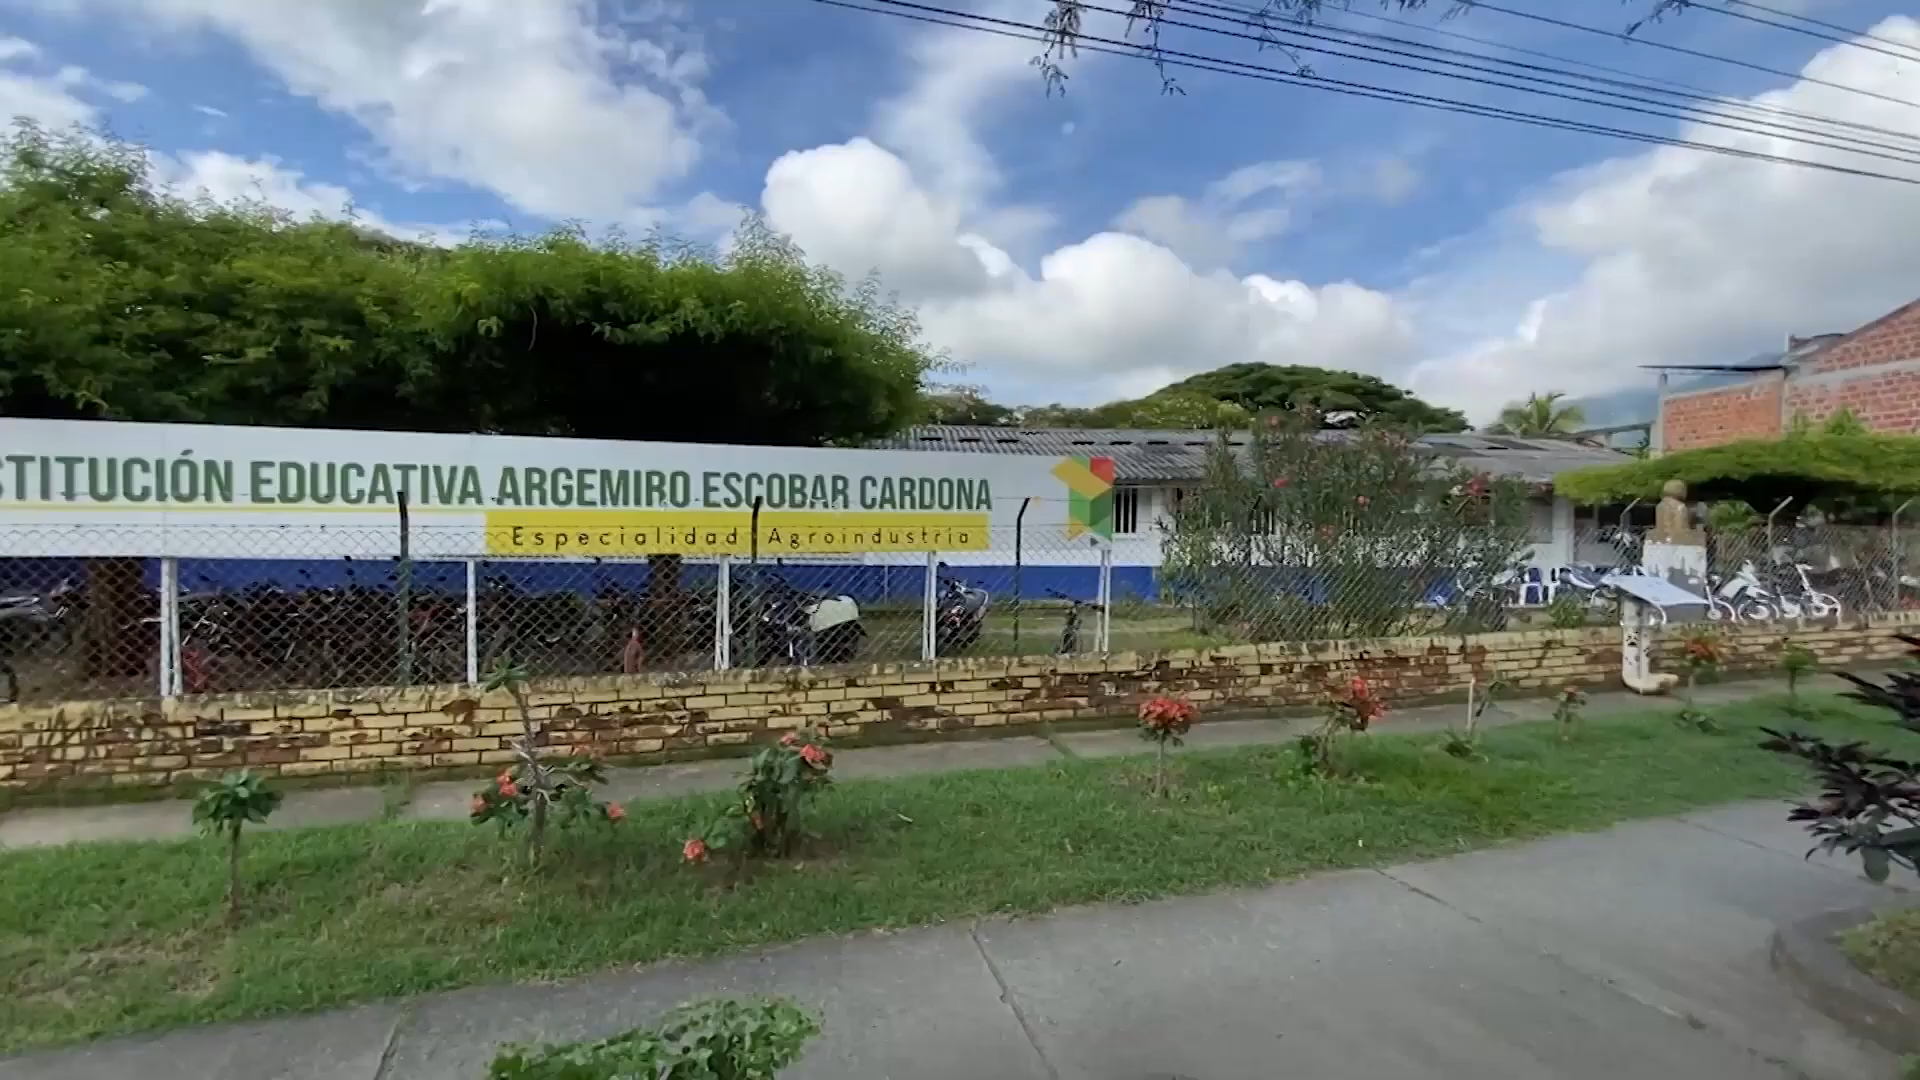 STITUCIÓN EDUCATIVA ARGEMIRO ESCOBAR CARDONA
Especialidad Agroindustria